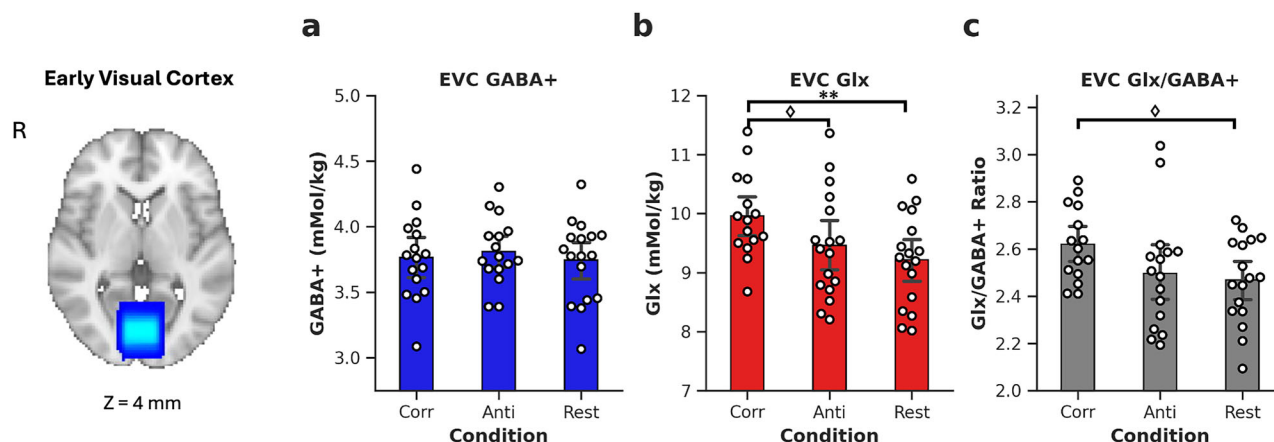 Early Visual Cortex
R
Z = 4 mm
a
EVC GABA+
GABA+ (mMol/kg)
5.0
4.5
4.0
3.5
3.0
Corr Anti Rest
Condition
b
EVC Glx
**
◊
Glx (mMol/kg)
12
11
10
9
8
7
Corr Anti Rest
Condition
c
EVC Glx/GABA+
◊
Glx/GABA+ Ratio
3.2
3.0
2.8
2.6
2.4
2.2
2.0
Corr Anti Rest
Condition